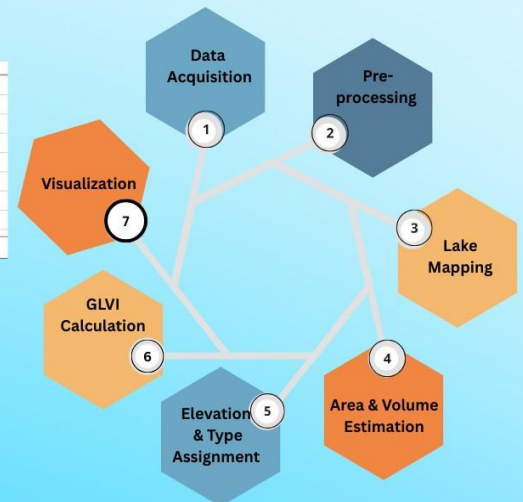 Data
Acquisition
1
Pre-
processing
2
3
Lake
Mapping
4
Area & Volume
Estimation
5
Elevation
& Type
Assignment
GLVI
Calculation
6
Visualization
7